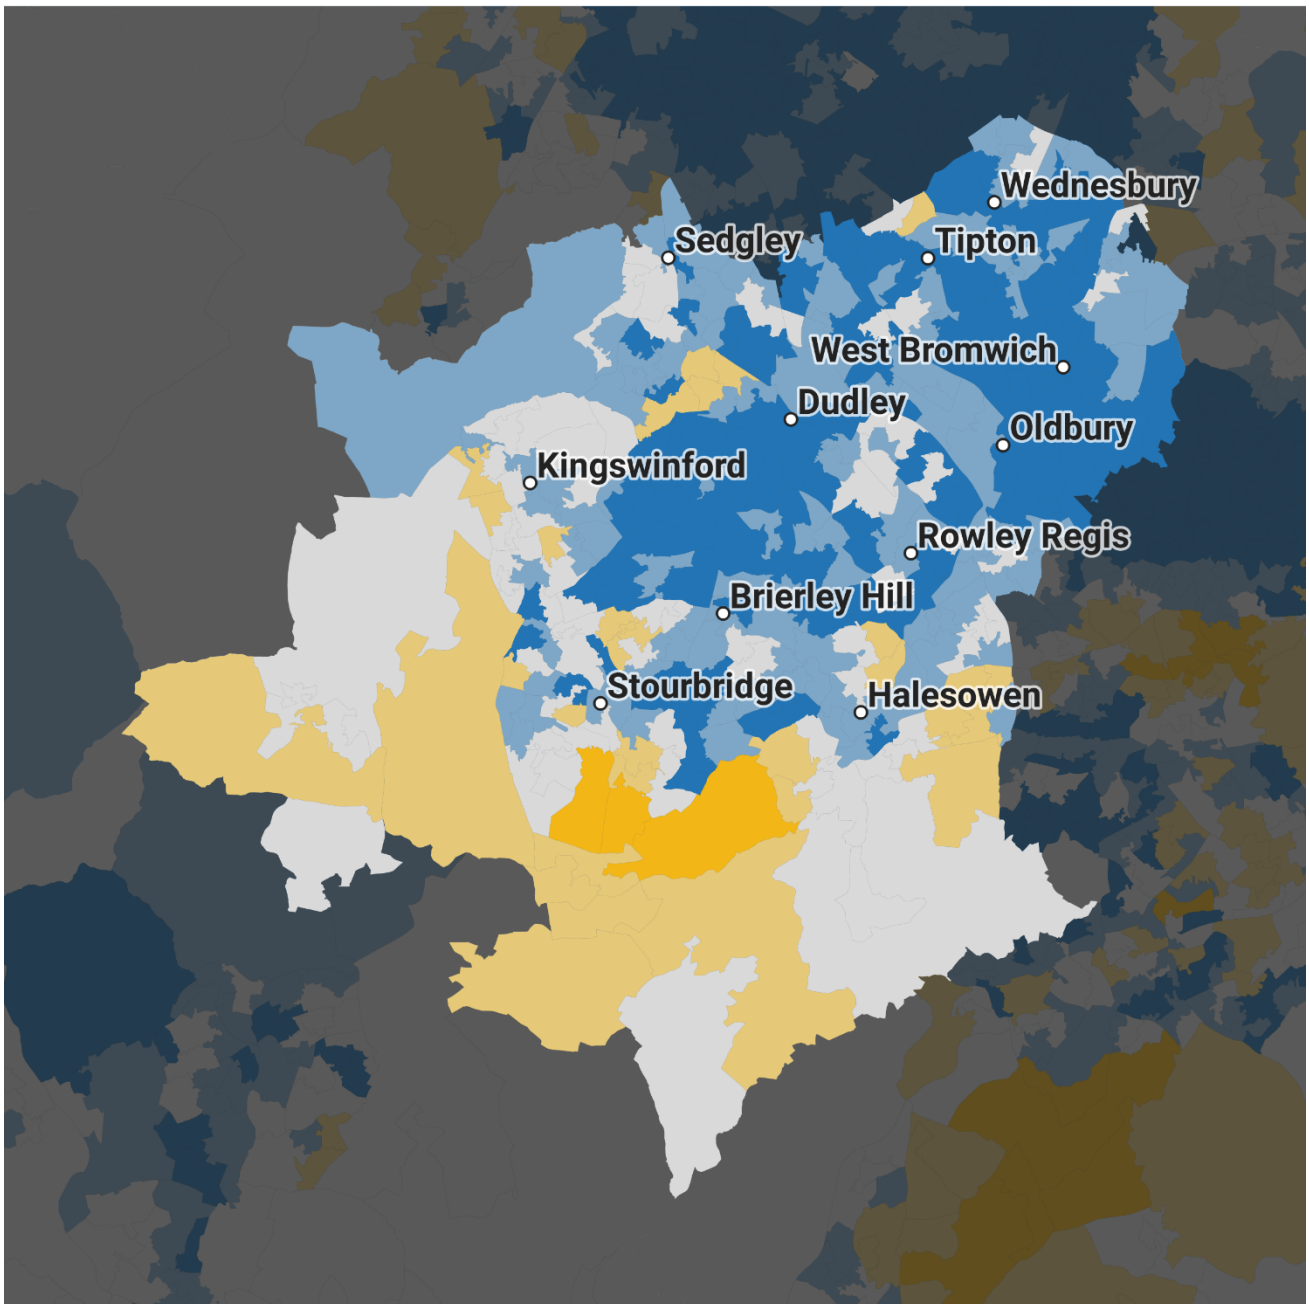 Wednesbury
Sedgley
Tipton
West Bromwich
Dudley
Oldbury
Kingswinford
Rowley Regis
Brierley Hill
Stourbridge
Halesowen